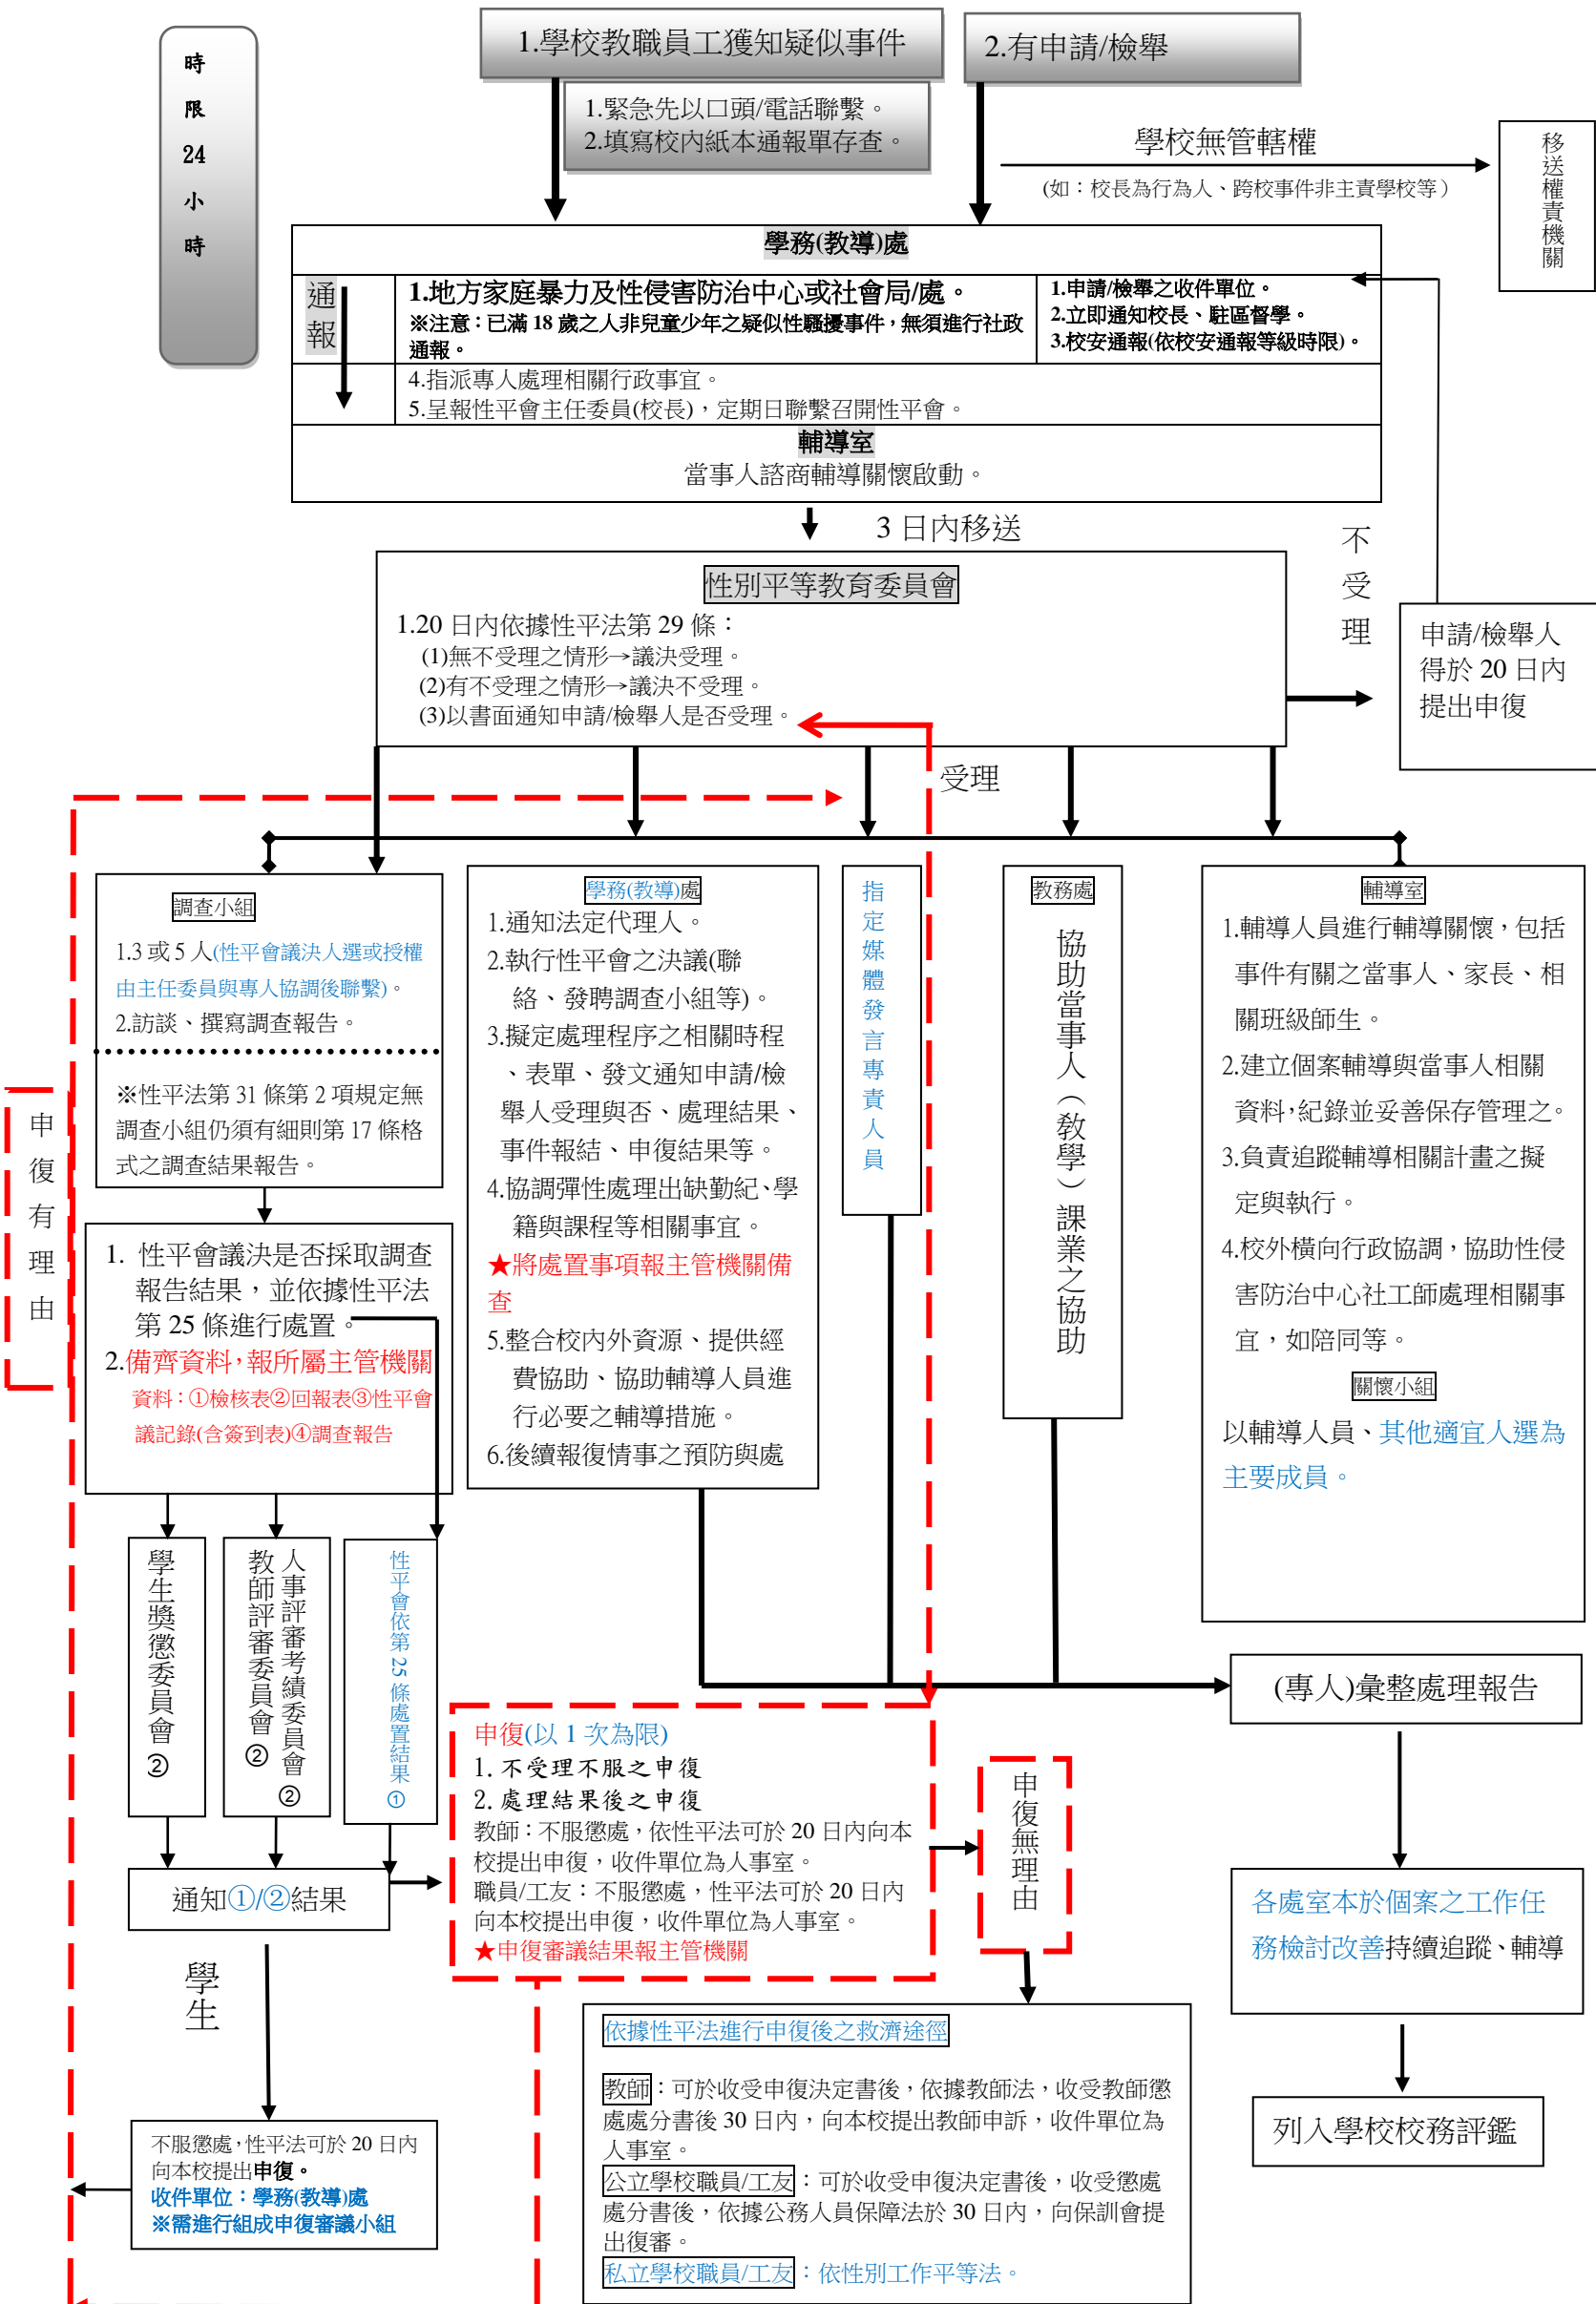 時
限
24
小
時
1.學校教職員工獲知疑似事件
2.有申請/檢舉
1.緊急先以口頭/電話聯繫。
2.填寫校內紙本通報單存查。
學校無管轄權
(如：校長為行為人、跨校事件非主責學校等)
移送權責機關
學務(教導)處
通報
1.地方家庭暴力及性侵害防治中心或社會局/處。
※注意：已滿 18 歲之人非兒童少年之疑似性騷擾事件，無須進行社政
通報。
1.申請/檢舉之收件單位。
2.立即通知校長、駐區督學。
3.校安通報(依校安通報等級時限)。
4.指派專人處理相關行政事宜。
5.呈報性平會主任委員(校長)，定期日聯繫召開性平會。
輔導室
當事人諮商輔導關懷啟動。
3 日內移送
性別平等教育委員會
1.20 日內依據性平法第 29 條：
(1)無不受理之情形→議決受理。
(2)有不受理之情形→議決不受理。
(3)以書面通知申請/檢舉人是否受理。
不受理
申請/檢舉人
得於 20 日內
提出申復
受理
調查小組
1.3 或 5 人(性平會議決人選或授權
由主任委員與專人協調後聯繫)。
2.訪談、撰寫調查報告。
※性平法第 31 條第 2 項規定無
調查小組仍須有細則第 17 條格
式之調查結果報告。
學務(教導)處
1.通知法定代理人。
2.執行性平會之決議(聯
絡、發聘調查小組等)。
3.擬定處理程序之相關時程
、表單、發文通知申請/檢
舉人受理與否、處理結果、
事件報結、申復結果等。
4.協調彈性處理出缺勤紀、學
籍與課程等相關事宜。
★將處置事項報主管機關備
查
5.整合校內外資源、提供經
費協助、協助輔導人員進
行必要之輔導措施。
6.後續報復情事之預防與處
指定媒體發言專責人員
教務處
協助當事人（教學）課業之協助
輔導室
1.輔導人員進行輔導關懷，包括
事件有關之當事人、家長、相
關班級師生。
2.建立個案輔導與當事人相關
資料，紀錄並妥善保存管理之。
3.負責追蹤輔導相關計畫之擬
定與執行。
4.校外橫向行政協調，協助性侵
害防治中心社工師處理相關事
宜，如陪同等。
關懷小組
以輔導人員、其他適宜人選為
主要成員。
申復有理由
1. 性平會議決是否採取調查
報告結果，並依據性平法
第 25 條進行處置。
2.備齊資料，報所屬主管機關
資料：①檢核表②回報表③性平會
議記錄(含簽到表)④調查報告
學生獎懲委員會②
人事評審考績委員會②
教師評審委員會②
性平會依第 25 條處置結果①
通知①/②結果
申復(以 1 次為限)
1. 不受理不服之申復
2. 處理結果後之申復
教師：不服懲處，依性平法可於 20 日內向本
校提出申復，收件單位為人事室。
職員/工友：不服懲處，性平法可於 20 日內
向本校提出申復，收件單位為人事室。
★申復審議結果報主管機關
申復無理由
(專人)彙整處理報告
各處室本於個案之工作任
務檢討改善持續追蹤、輔導
列入學校校務評鑑
學生
不服懲處，性平法可於 20 日內
向本校提出申復。
收件單位：學務(教導)處
※需進行組成申復審議小組
依據性平法進行申復後之救濟途徑
教師：可於收受申復決定書後，依據教師法，收受教師懲
處處分書後 30 日內，向本校提出教師申訴，收件單位為
人事室。
公立學校職員/工友：可於收受申復決定書後，收受懲處
處分書後，依據公務人員保障法於 30 日內，向保訓會提
出復審。
私立學校職員/工友：依性別工作平等法。